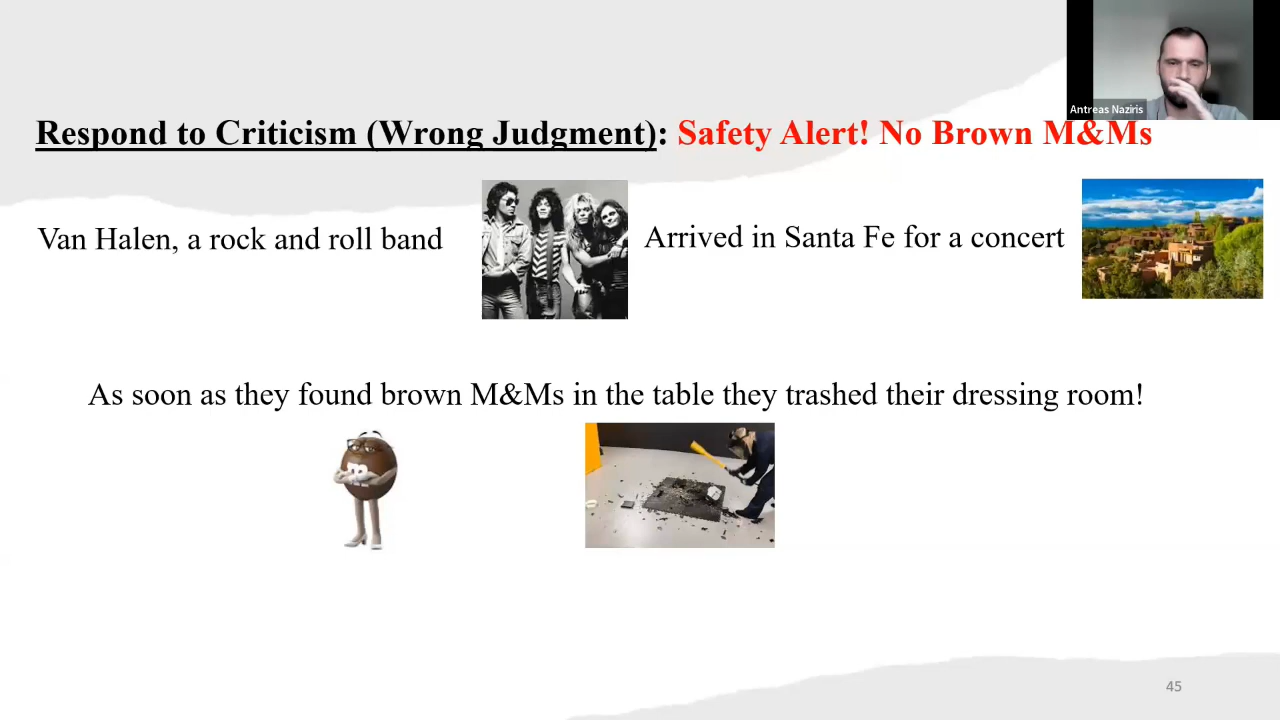 Antreas Naziris
Respond to Criticism (Wrong Judgment): Safety Alert! No Brown M&Ms
Van Halen, a rock and roll band
Arrived in Santa Fe for a concert
As soon as they found brown M&Ms in the table they trashed their dressing room!
45